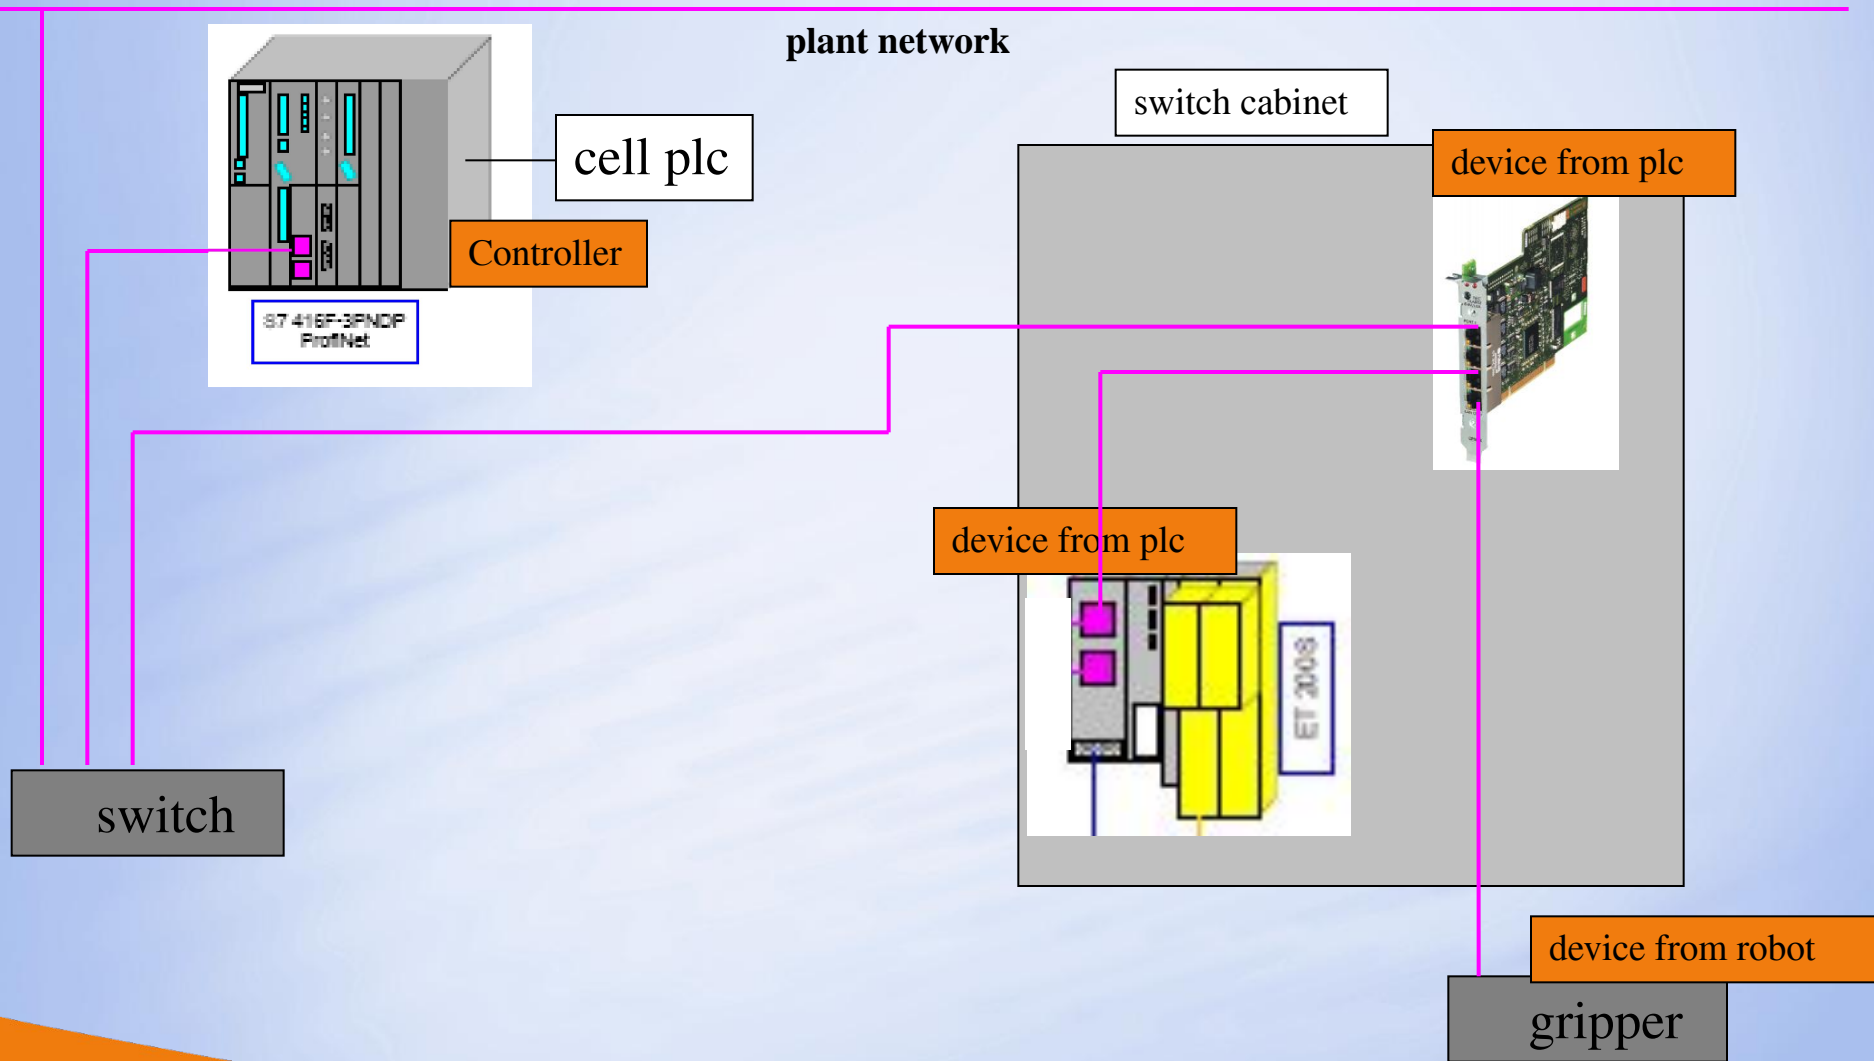 plant network
switch cabinet
device from plc
cell plc
Controller
S7 416F-3PNDP
ProfiNet
device from plc
ET 200S
switch
device from robot
gripper